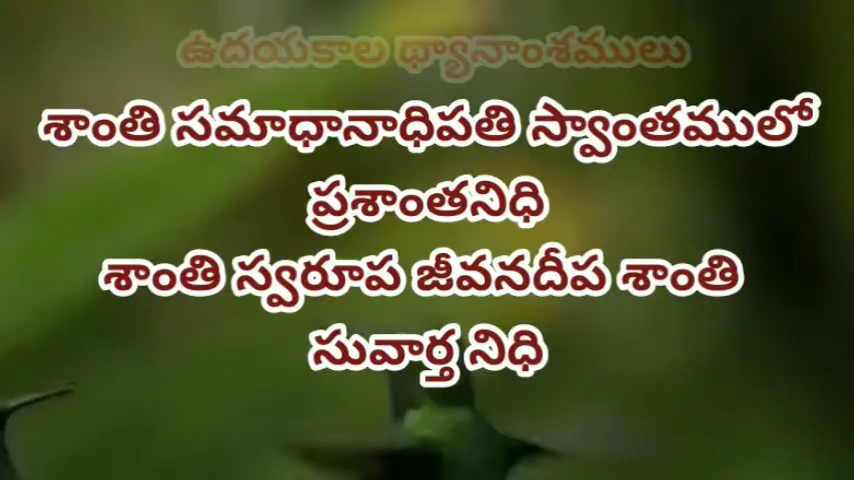 ఉదయకాల ధ్యానాంశములు
శాంతి సమాధానాధిపతి స్వాంతములో
ప్రశాంతనిధి
శాంతి స్వరూప జీవనదీప శాంతి
సువార్త నిధి